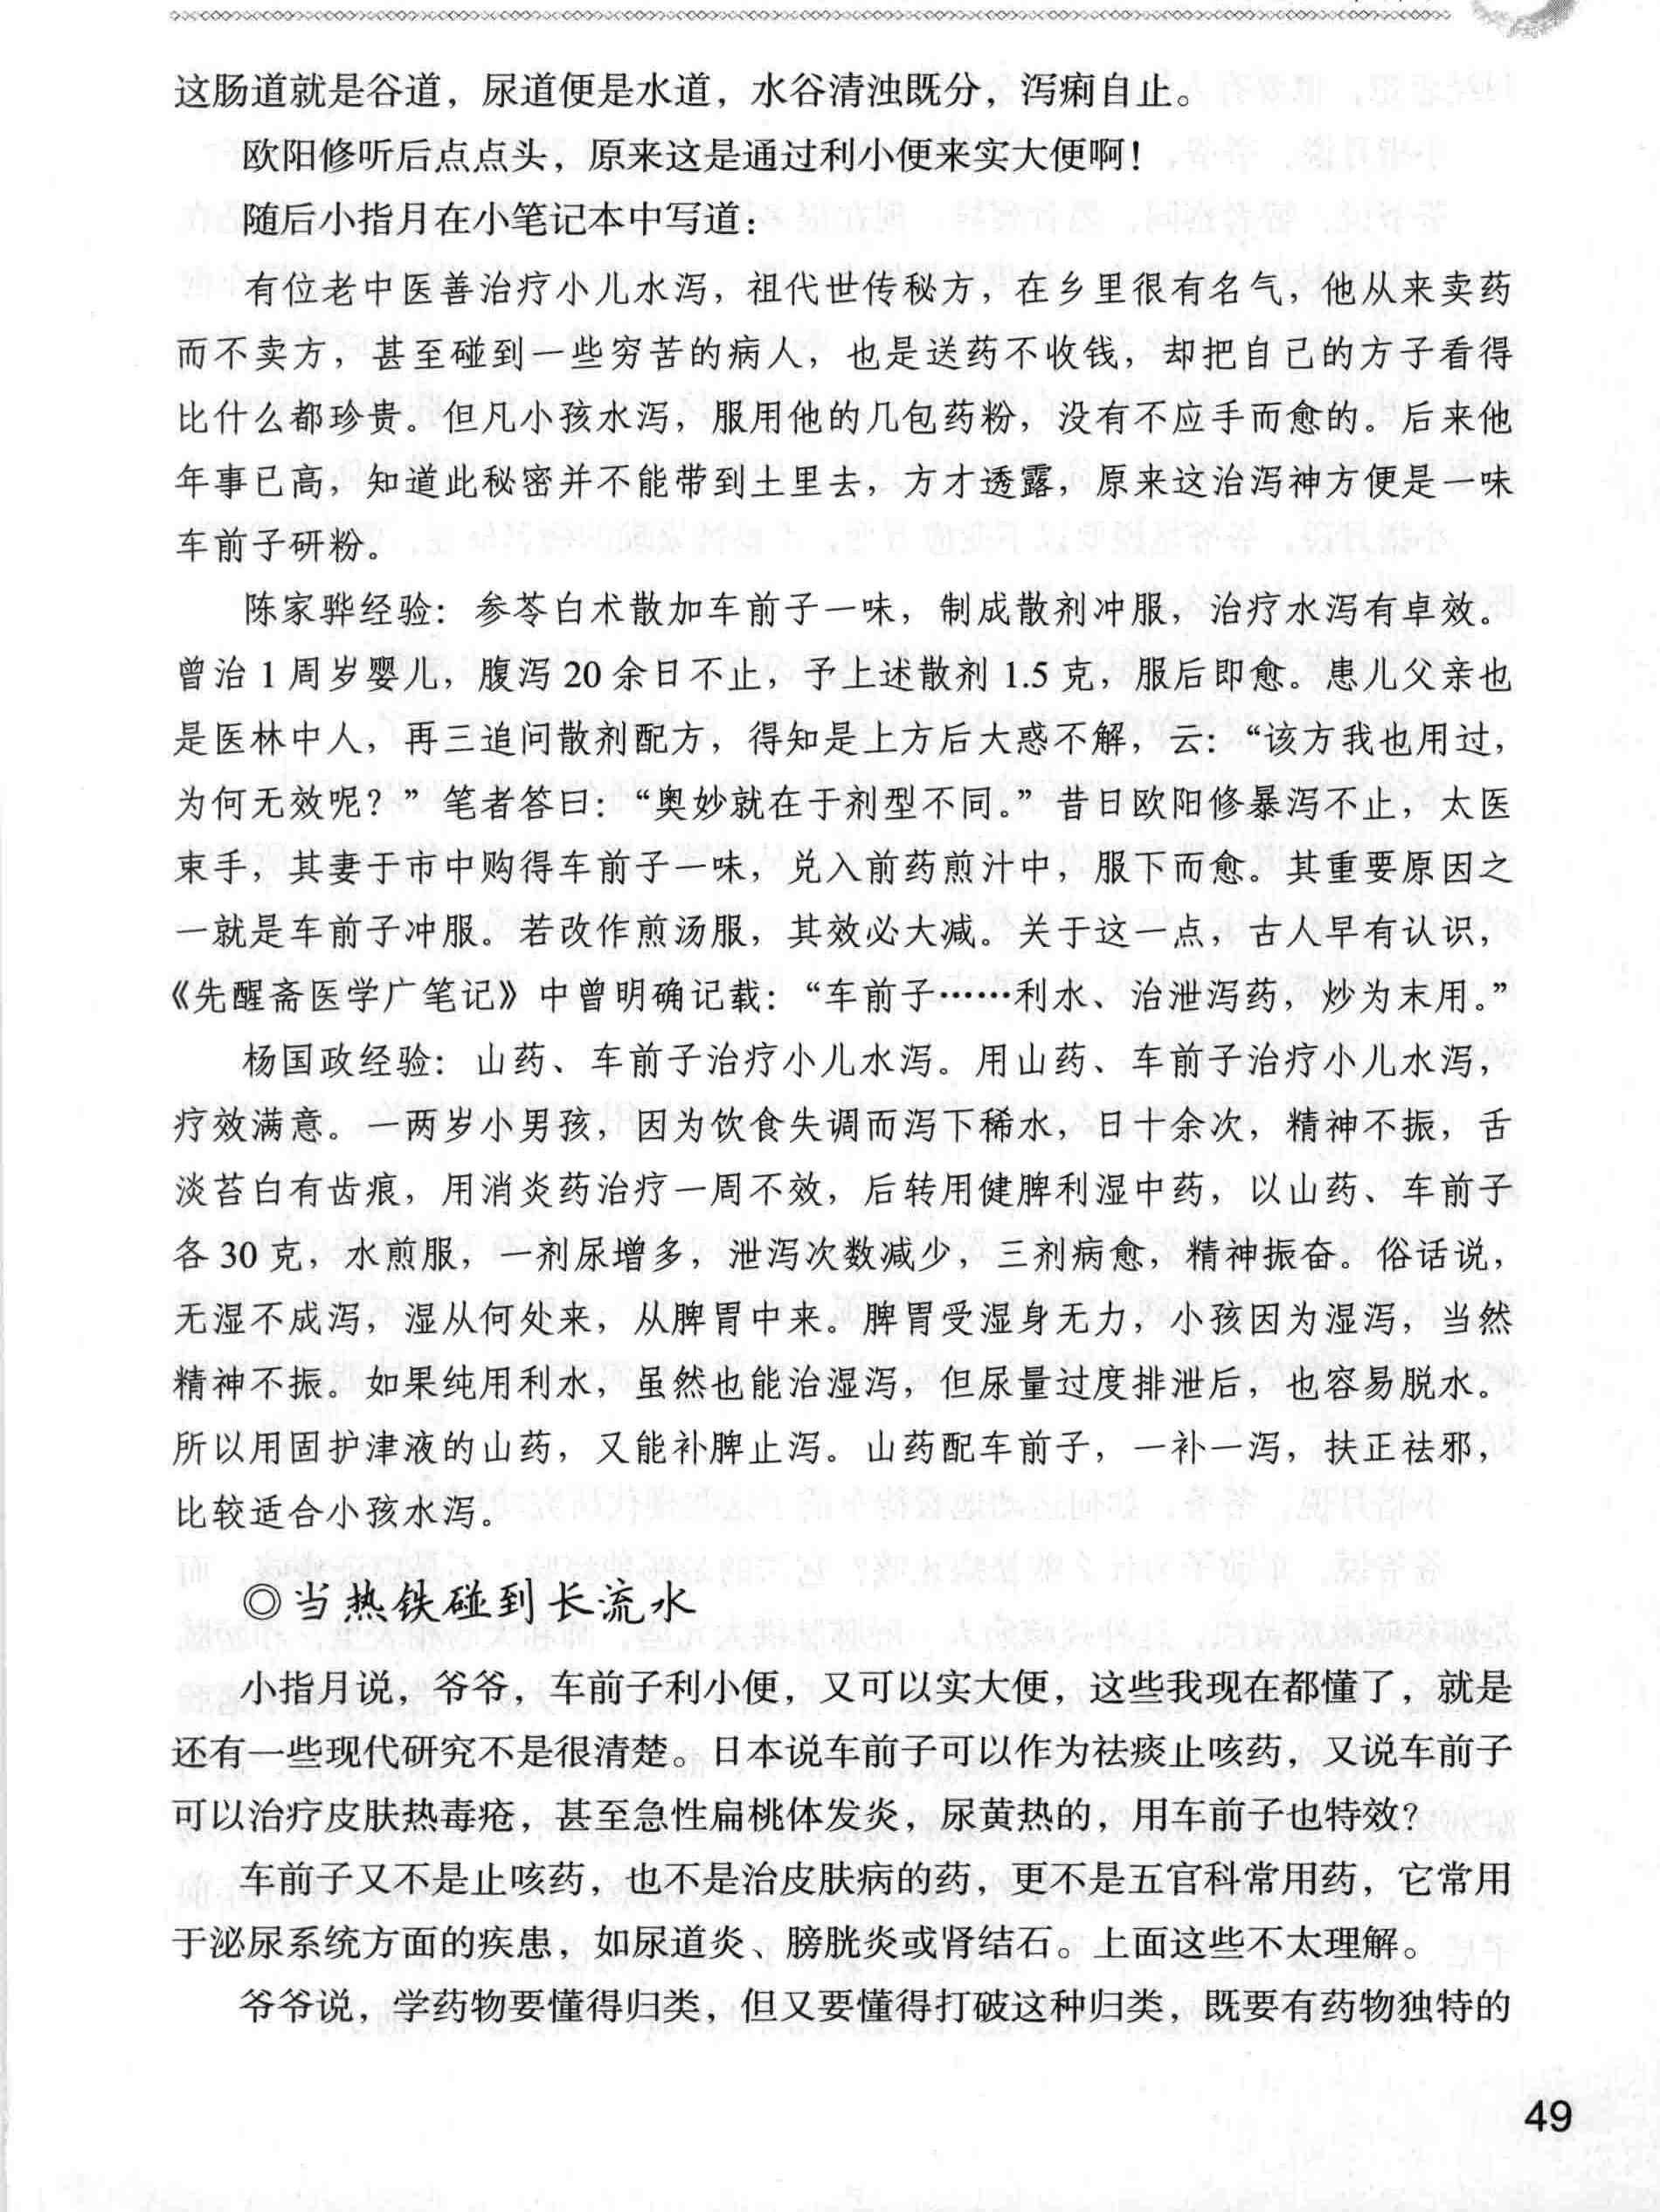 这肠道就是谷道，尿道便是水道，水谷清浊既分，泻痢自止。
欧阳修听后点点头，原来这是通过利小便来实大便啊！
随后小指月在小笔记本中写道：
有位老中医善治疗小儿水泻，祖代世传秘方，在乡里很有名气，他从来卖药
而不卖方，甚至碰到一些穷苦的病人，也是送药不收钱，却把自己的方子看得
比什么都珍贵。但凡小孩水泻，服用他的几包药粉，没有不应手而愈的。后来他
年事已高，知道此秘密并不能带到土里去，方才透露，原来这治泻神方便是一味
车前子研粉。
陈家骅经验：参苓白术散加车前子一味，制成散剂冲服，治疗水泻有卓效。
曾治 1 周岁婴儿，腹泻 20 余日不止，予上述散剂 1.5 克，服后即愈。患儿父亲也
是医林中人，再三追问散剂配方，得知是上方后大惑不解，云：“该方我也用过，
为何无效呢？”笔者答曰：“奥妙就在于剂型不同。”昔日欧阳修暴泻不止，太医
束手，其妻于市中购得车前子一味，兑入前药煎汁中，服下而愈。其重要原因之
一就是车前子冲服。若改作煎汤服，其效必大减。关于这一点，古人早有认识，
《先醒斋医学广笔记》中曾明确记载：“车前子……利水、治泄泻药，炒为末用。”
杨国政经验：山药、车前子治疗小儿水泻。用山药、车前子治疗小儿水泻，
疗效满意。一两岁小男孩，因为饮食失调而泻下稀水，日十余次，精神不振，舌
淡苔白有齿痕，用消炎药治疗一周不效，后转用健脾利湿中药，以山药、车前子
各 30 克，水煎服，一剂尿增多，泄泻次数减少，三剂病愈，精神振奋。俗话说，
无湿不成泻，湿从何处来，从脾胃中来。脾胃受湿身无力，小孩因为湿泻，当然
精神不振。如果纯用利水，虽然也能治湿泻，但尿量过度排泄后，也容易脱水。
所以用固护津液的山药，又能补脾止泻。山药配车前子，一补一泻，扶正祛邪，
比较适合小孩水泻。
◎当热铁碰到长流水
小指月说，爷爷，车前子利小便，又可以实大便，这些我现在都懂了，就是
还有一些现代研究不是很清楚。日本说车前子可以作为祛痰止咳药，又说车前子
可以治疗皮肤热毒疮，甚至急性扁桃体发炎，尿黄热的，用车前子也特效？
车前子又不是止咳药，也不是治皮肤病的药，更不是五官科常用药，它常用
于泌尿系统方面的疾患，如尿道炎、膀胱炎或肾结石。上面这些不太理解。
爷爷说，学药物要懂得归类，但又要懂得打破这种归类，既要有药物独特的
49